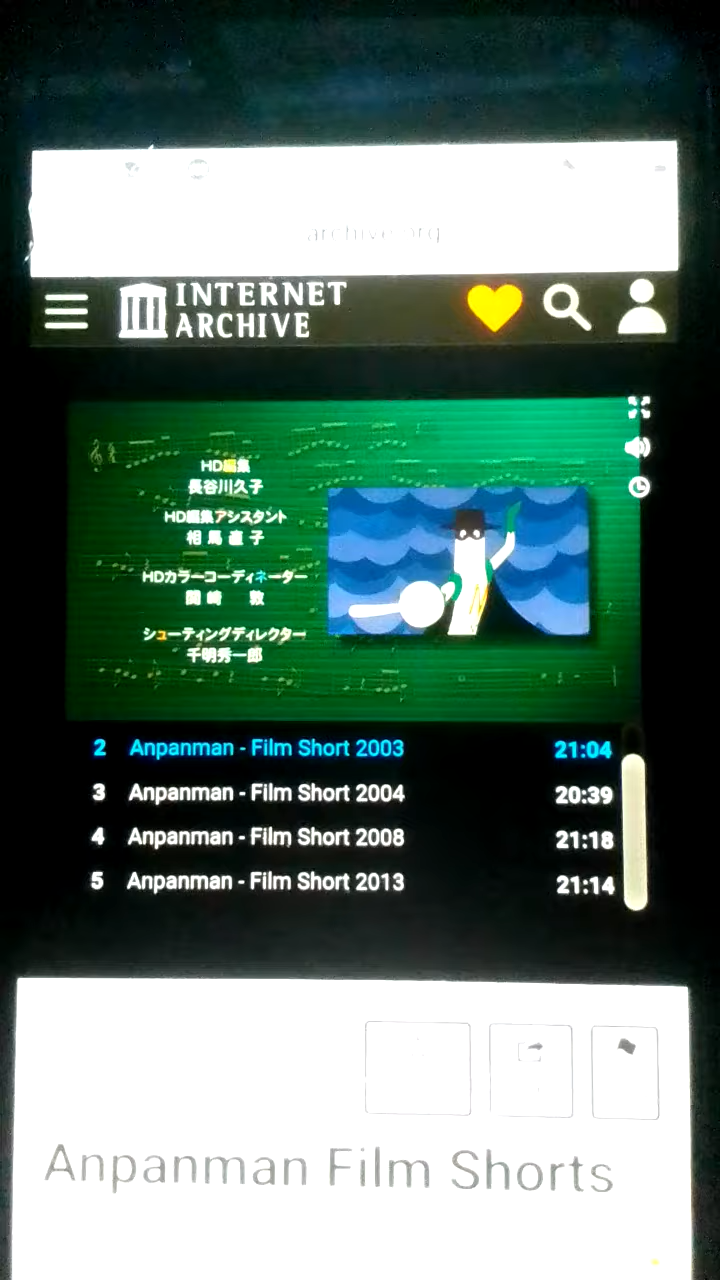 archive.org
INTERNET
ARCHIVE
HD編集
長谷川久子
HD編集アシスタント
相馬直子
HDカラーコーディネーター
関崎 敦
シューティングディレクター
千明秀一郎
2 Anpanman - Film Short 2003 21:04
3 Anpanman - Film Short 2004 20:39
4 Anpanman - Film Short 2008 21:18
5 Anpanman - Film Short 2013 21:14
Anpanman Film Shorts